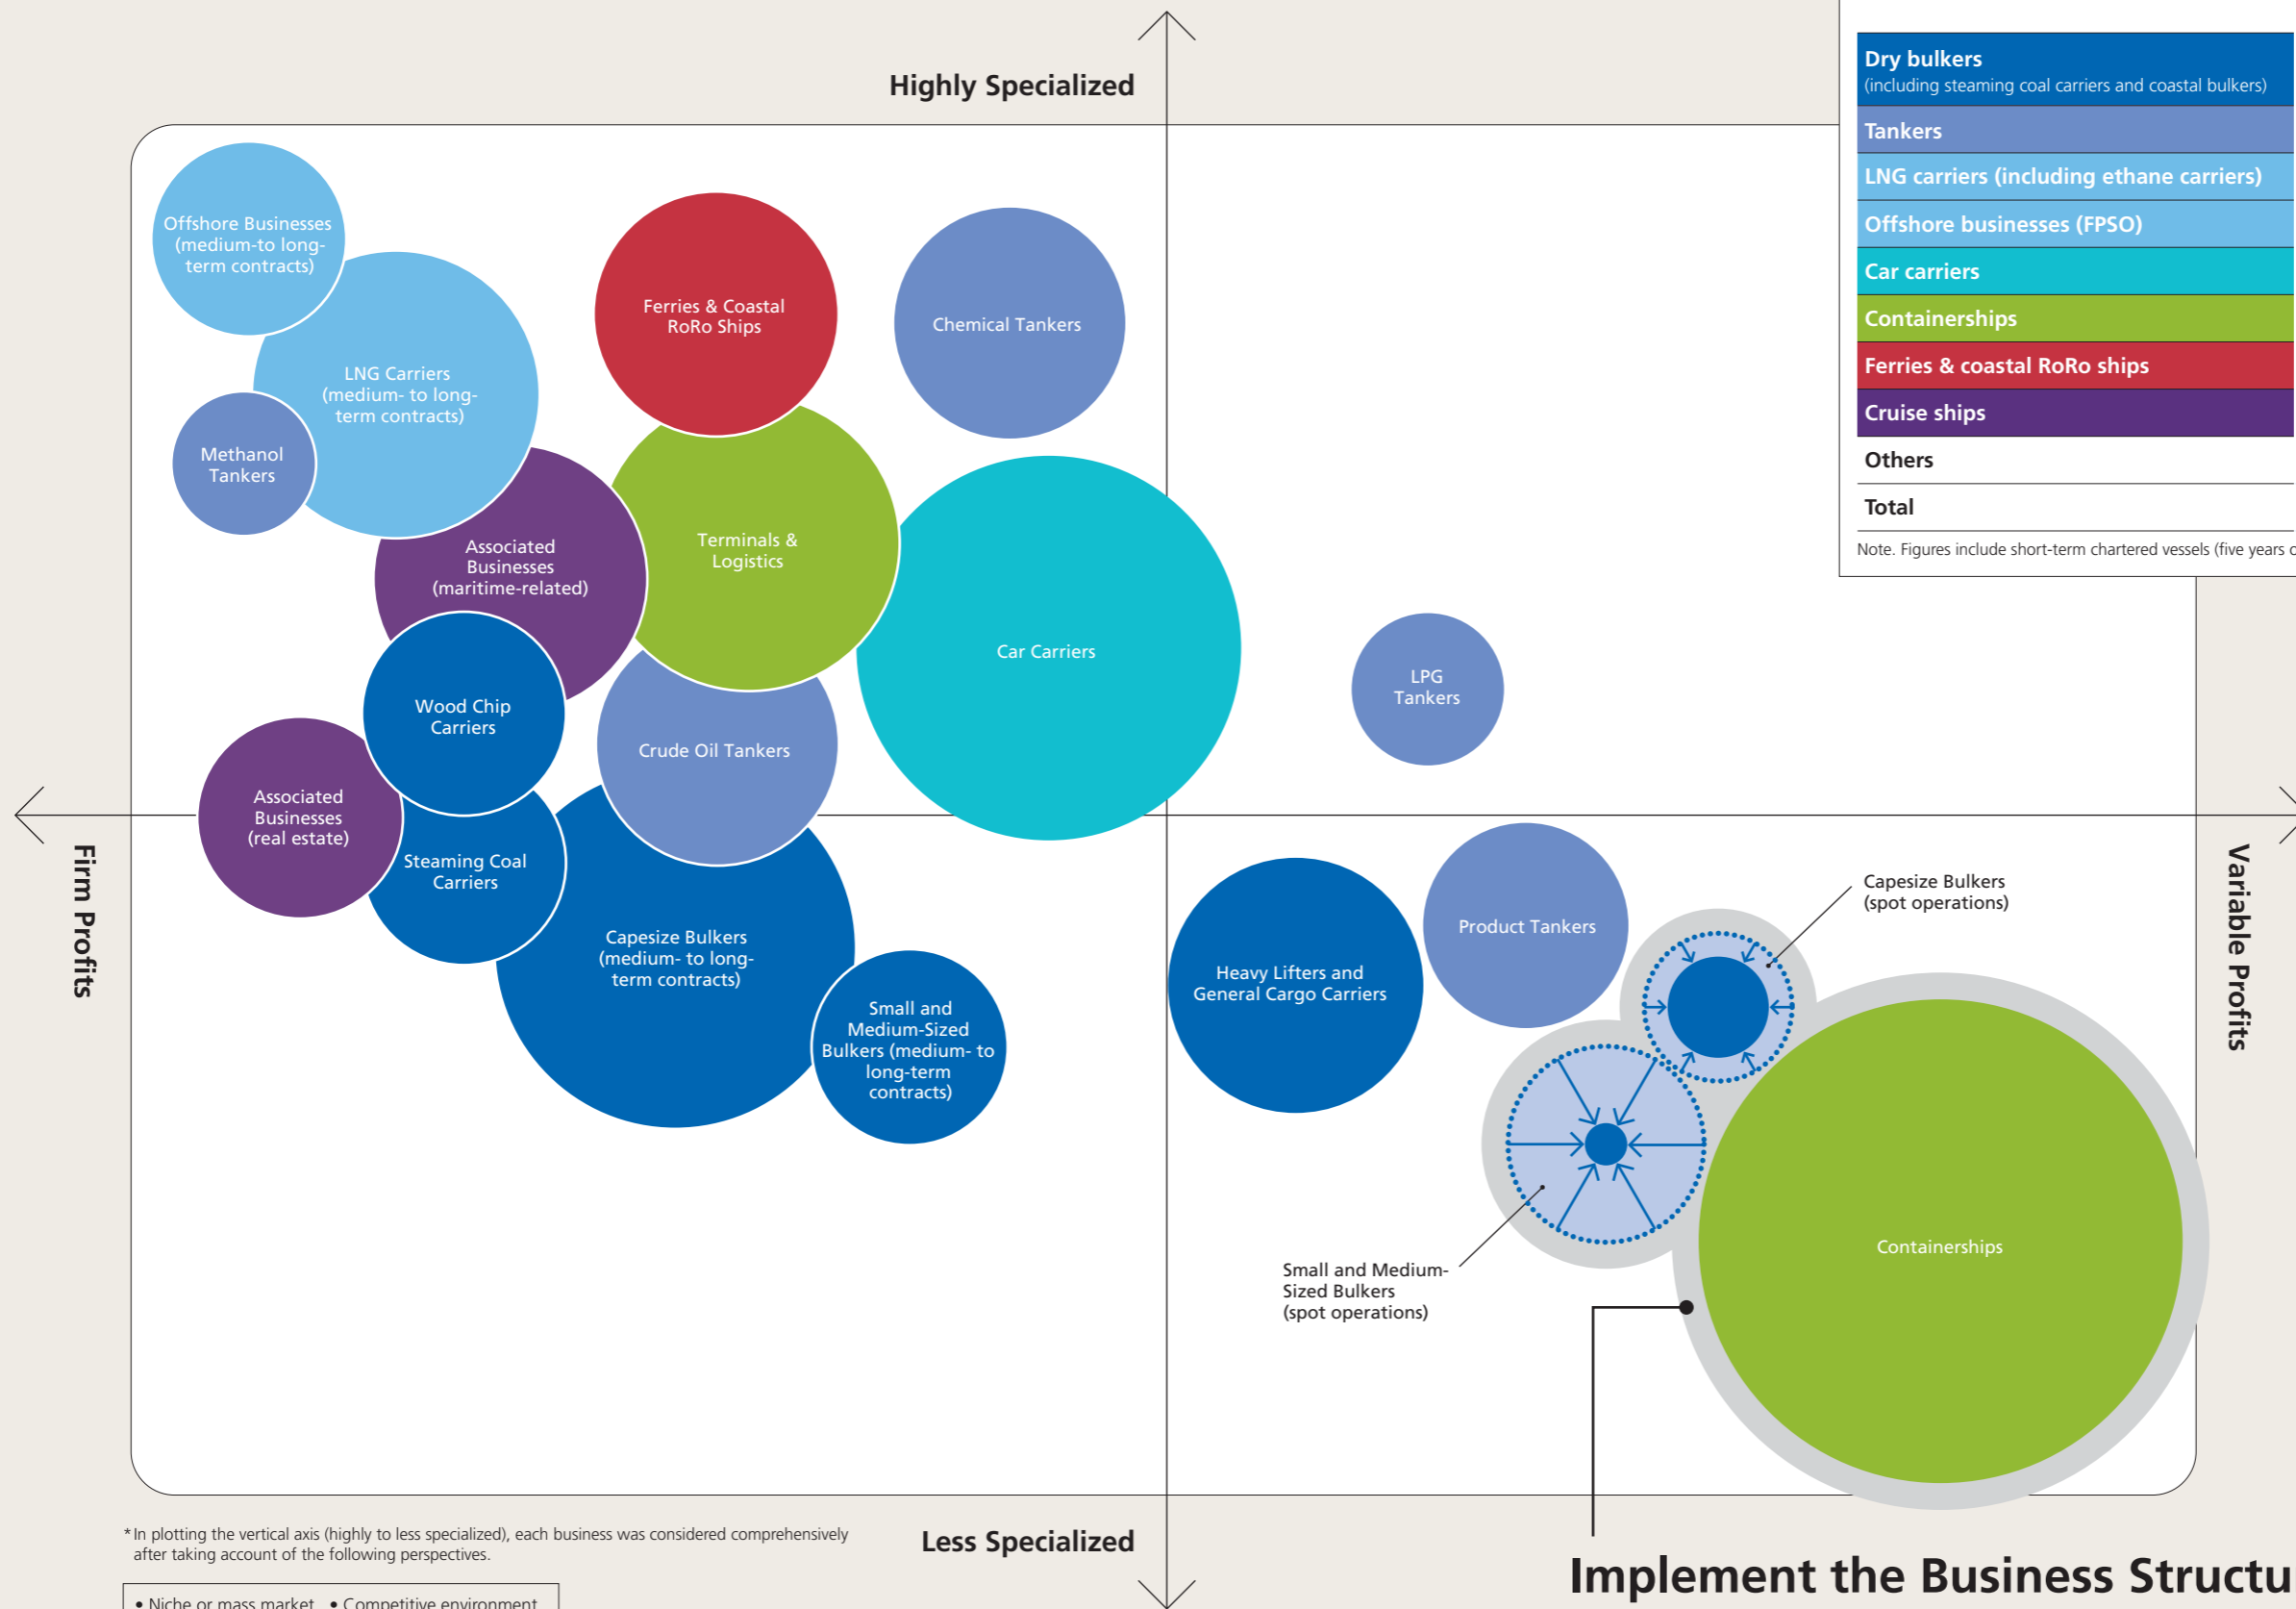 Highly Specialized
Dry bulkers
(including steaming coal carriers and coastal bulkers)
Tankers
LNG carriers (including ethane carriers)
Offshore businesses (FPSO)
Car carriers
Containerships
Ferries & coastal RoRo ships
Cruise ships
Others
Total
Note. Figures include short-term chartered vessels (five years o
Offshore Businesses
(medium-to long-
term contracts)
LNG Carriers
(medium- to long-
term contracts)
Methanol
Tankers
Ferries & Coastal
RoRo Ships
Chemical Tankers
Associated
Businesses
(maritime-related)
Terminals &
Logistics
Car Carriers
LPG
Tankers
Wood Chip
Carriers
Crude Oil Tankers
Associated
Businesses
(real estate)
Steaming Coal
Carriers
Firm Profits
Variable Profits
Capesize Bulkers
(medium- to long-
term contracts)
Small and
Medium-Sized
Bulkers (medium- to
long-term
contracts)
Heavy Lifters and
General Cargo Carriers
Product Tankers
Capesize Bulkers
(spot operations)
Small and Medium-
Sized Bulkers
(spot operations)
Containerships
*In plotting the vertical axis (highly to less specialized), each business was considered comprehensively
after taking account of the following perspectives.
Less Specialized
• Niche or mass market • Competitive environment
Implement the Business Structu